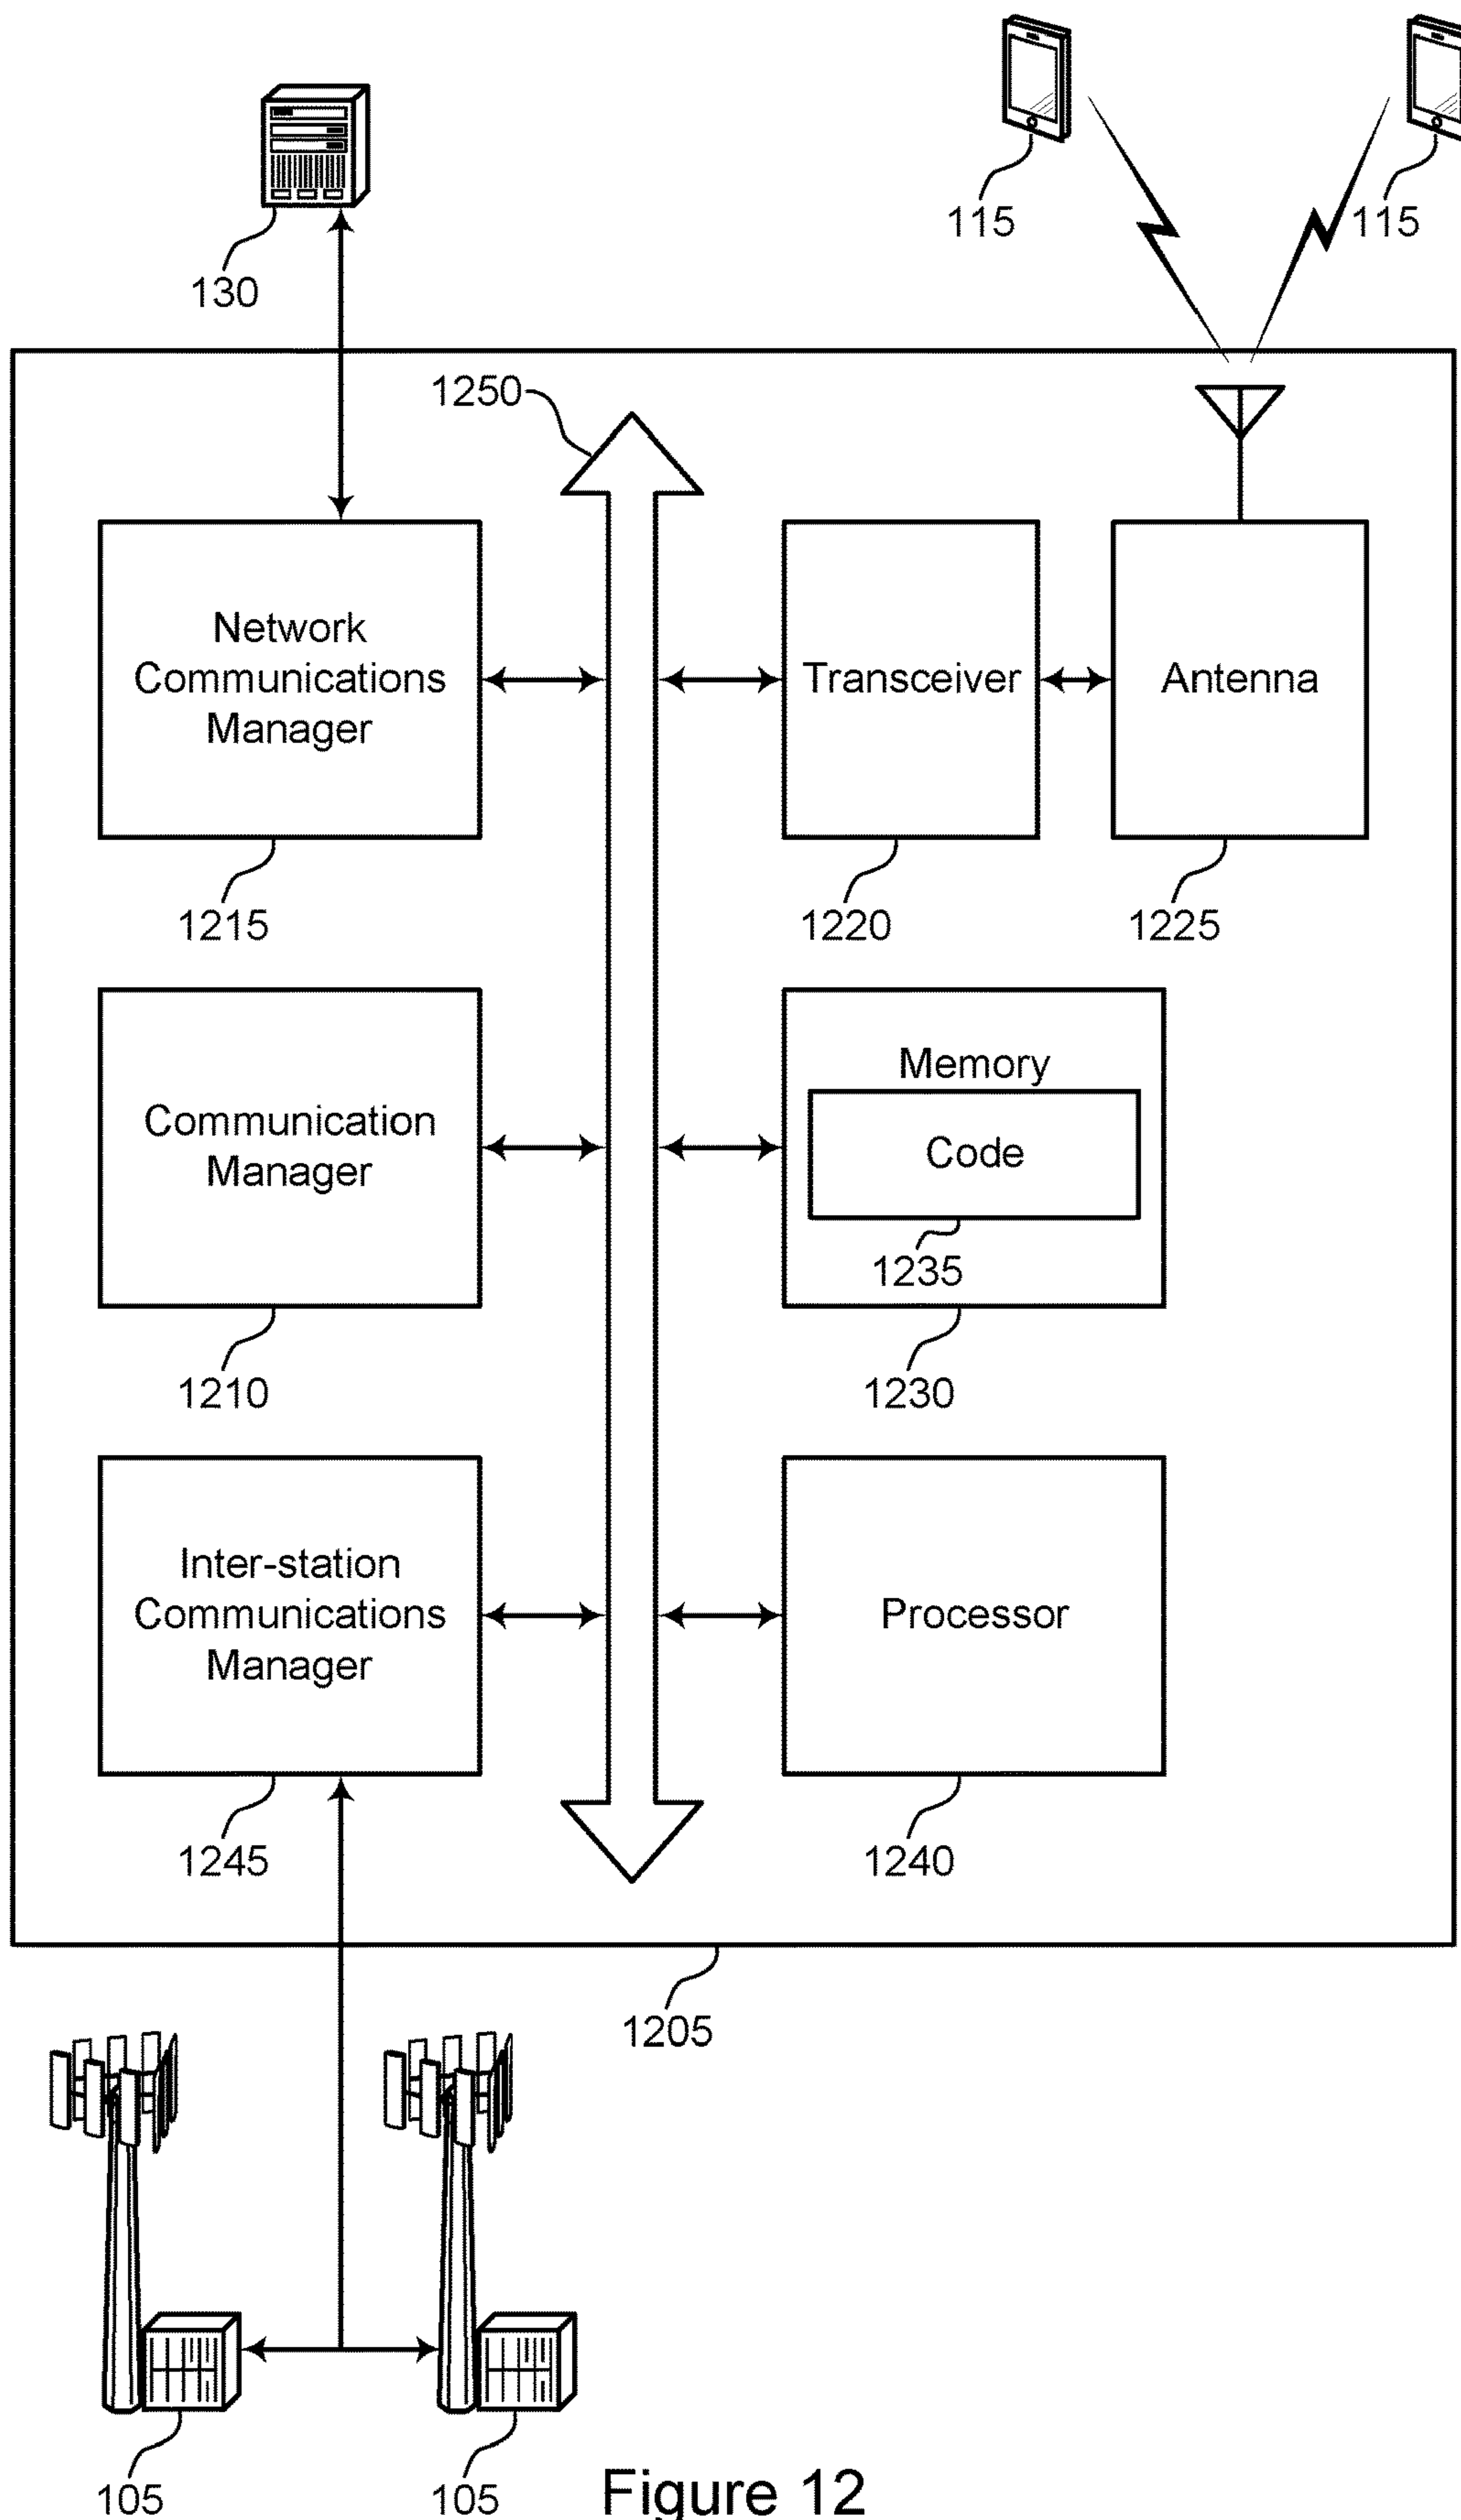 115
115
130
1250
Network
Communications
Manager
Transceiver
Antenna
1215
1220
1225
Communication
Manager
Memory
Code
1235
1210
1230
Inter-station
Communications
Manager
Processor
1245
1240
1205
105
105
Figure 12